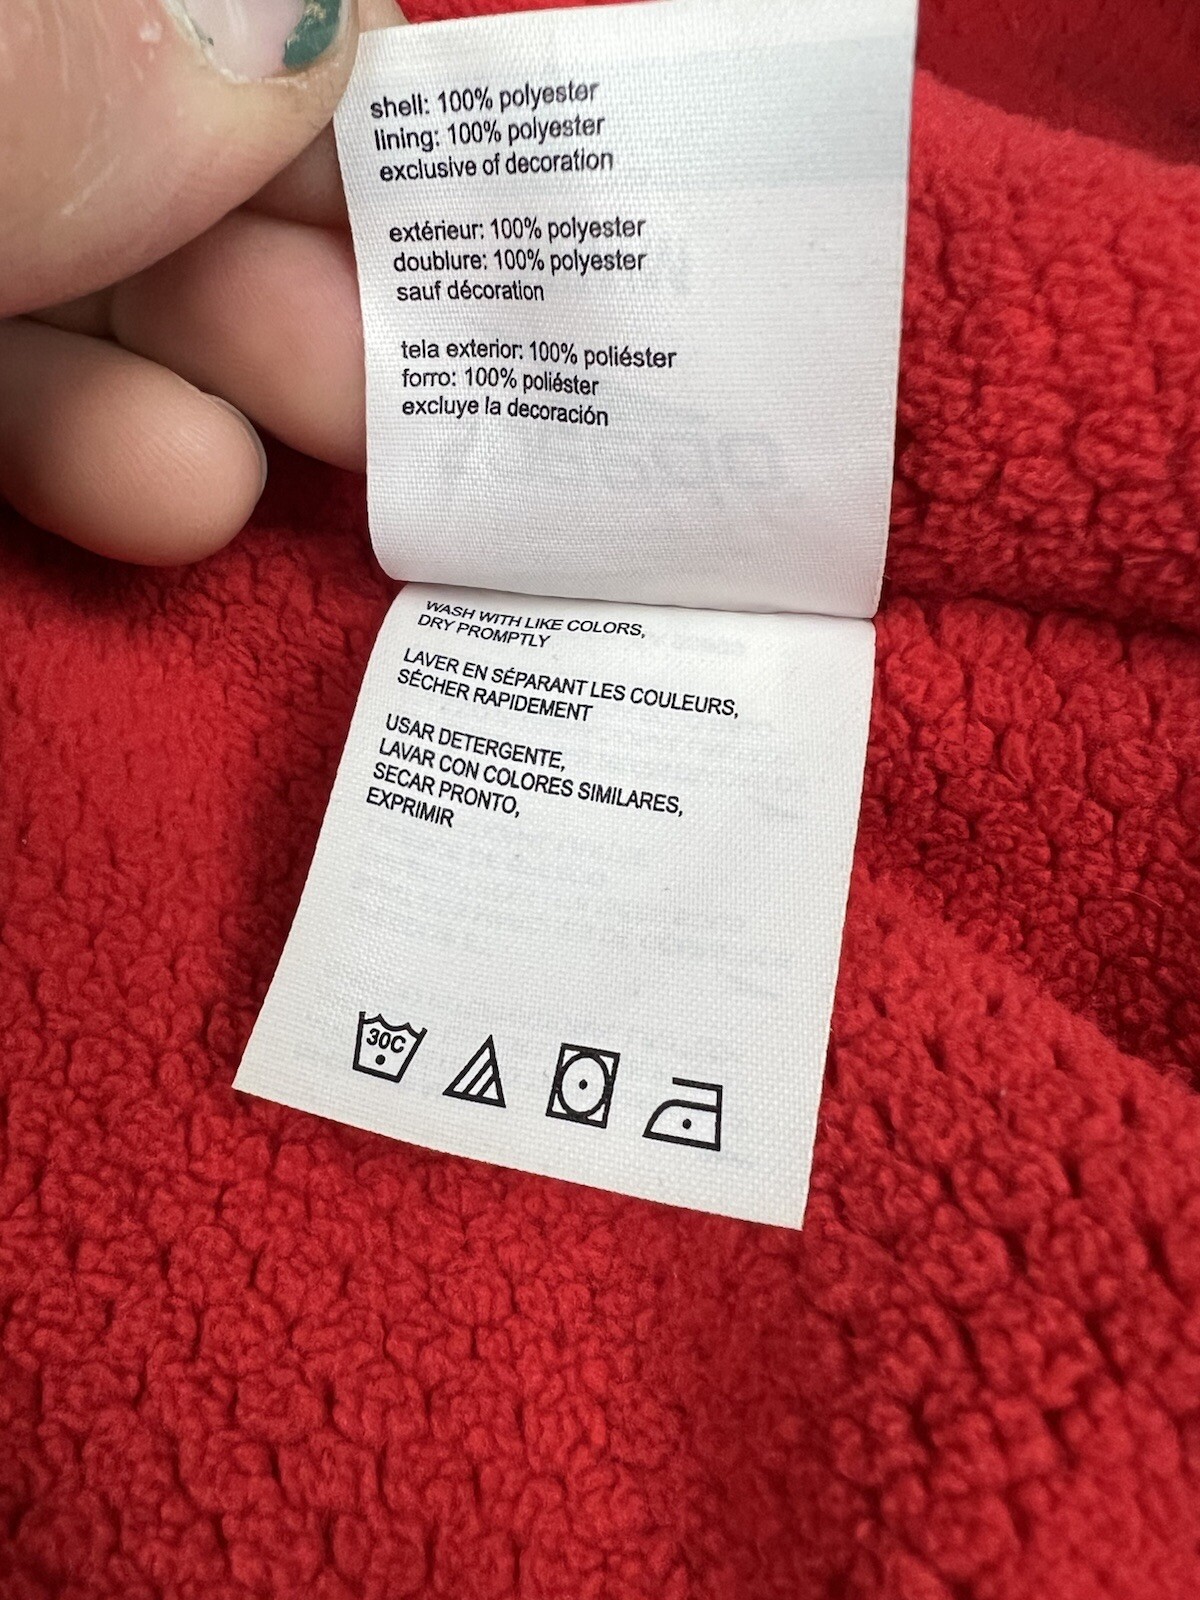 shell: 100% polyester
lining: 100% polyester
exclusive of decoration
extérieur: 100% polyester
doublure: 100% polyester
sauf décoration
tela exterior: 100% poliéster
forro: 100% poliéster
excluye la decoración
WASH WITH LIKE COLORS,
DRY PROMPTLY
LAVER EN SÉPARANT LES COULEURS,
SÉCHER RAPIDEMENT
USAR DETERGENTE,
LAVAR CON COLORES SIMILARES,
SECAR PRONTO,
EXPRIMIR
30C